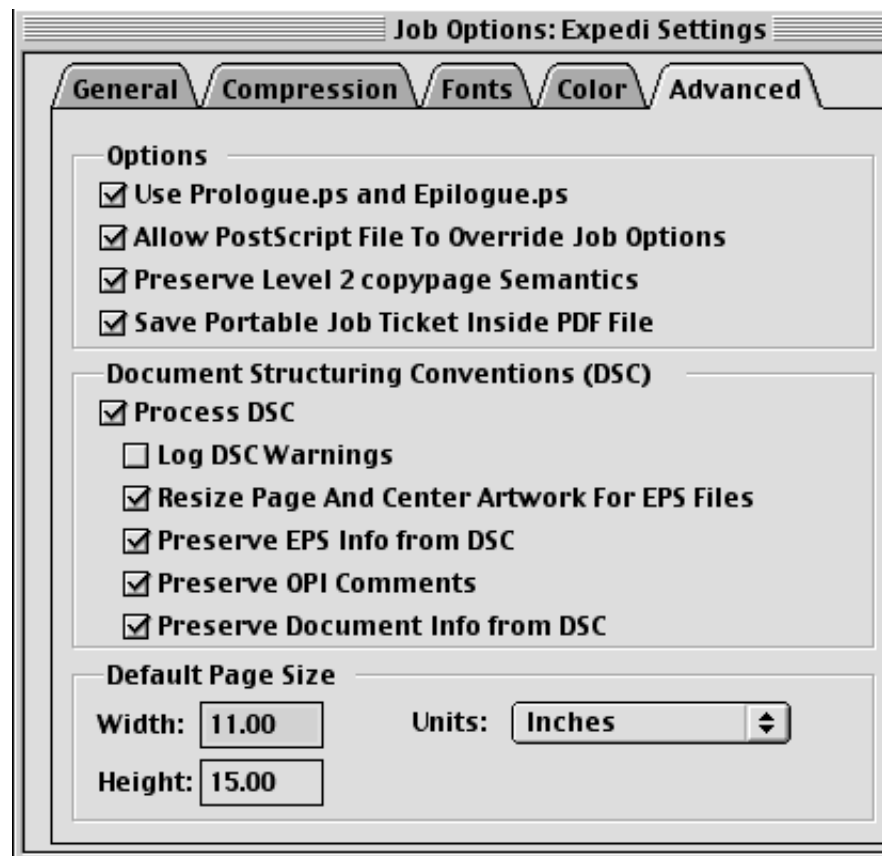 Job Options: Expedi Settings
General Compression Fonts Color Advanced
Options
Use Prologue.ps and Epilogue.ps
Allow PostScript File To Override Job Options
Preserve Level 2 copypage Semantics
Save Portable Job Ticket Inside PDF File
Document Structuring Conventions (DSC)
Process DSC
Log DSC Warnings
Resize Page And Center Artwork For EPS Files
Preserve EPS Info from DSC
Preserve OPI Comments
Preserve Document Info from DSC
Default Page Size
Width: 11.00 Units: Inches
Height: 15.00